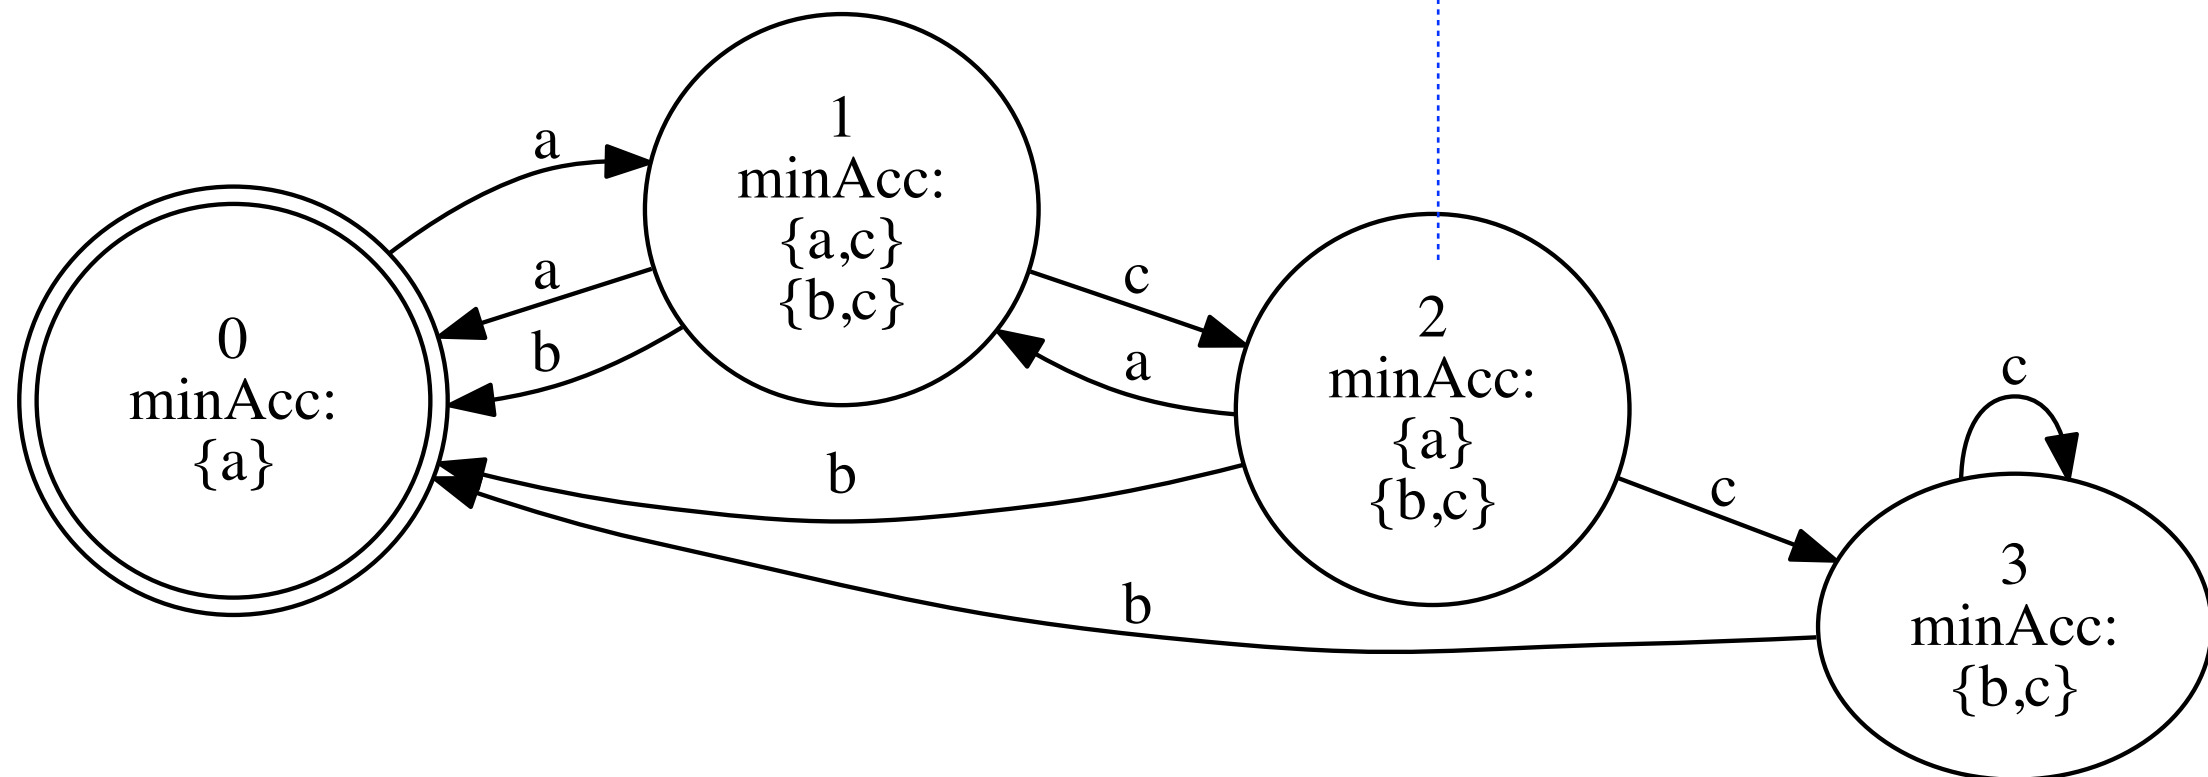 1
minAcc:
{a,c}
{b,c}
a
a
b
c
a
0
minAcc:
{a}
2
minAcc:
{a}
{b,c}
b
c
c
b
3
minAcc:
{b,c}